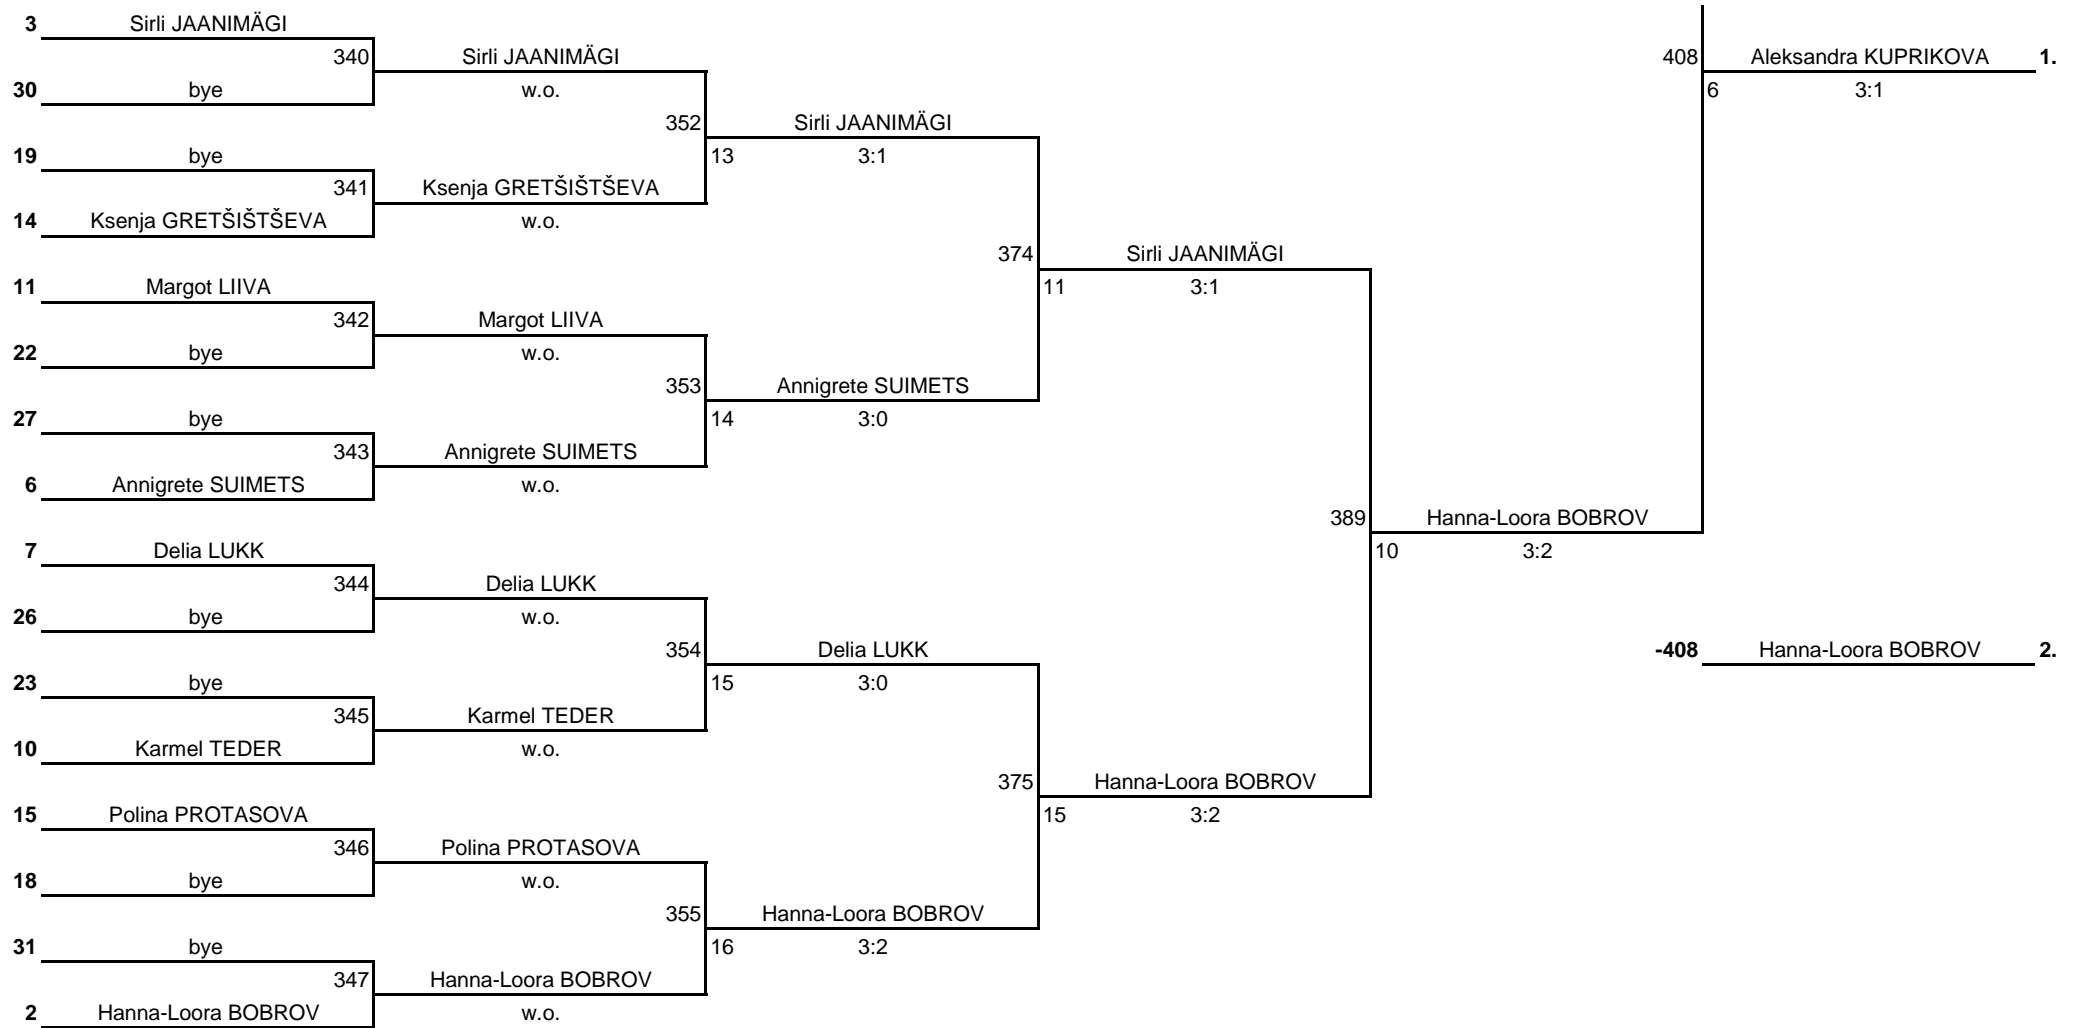 3 Sirli JAANIMÄGI
340 Sirli JAANIMÄGI 408 Aleksandra KUPRIKOVA 1.
30 bye w.o. 6 3:1
352 Sirli JAANIMÄGI
19 bye 13 3:1
341 Ksenja GRETŠIŠTŠEVA
14 Ksenja GRETŠIŠTŠEVA w.o.
374 Sirli JAANIMÄGI
11 Margot LIIVA 11 3:1
342 Margot LIIVA
22 bye w.o.
353 Annigrete SUIMETS
27 bye 14 3:0
343 Annigrete SUIMETS
6 Annigrete SUIMETS w.o.
389 Hanna-Loora BOBROV
7 Delia LUKK 10 3:2
344 Delia LUKK
26 bye w.o.
354 Delia LUKK -408 Hanna-Loora BOBROV 2.
23 bye 15 3:0
345 Karmel TEDER
10 Karmel TEDER w.o.
375 Hanna-Loora BOBROV
15 Polina PROTASOVA 15 3:2
346 Polina PROTASOVA
18 bye w.o.
355 Hanna-Loora BOBROV
31 bye 16 3:2
347 Hanna-Loora BOBROV
2 Hanna-Loora BOBROV w.o.